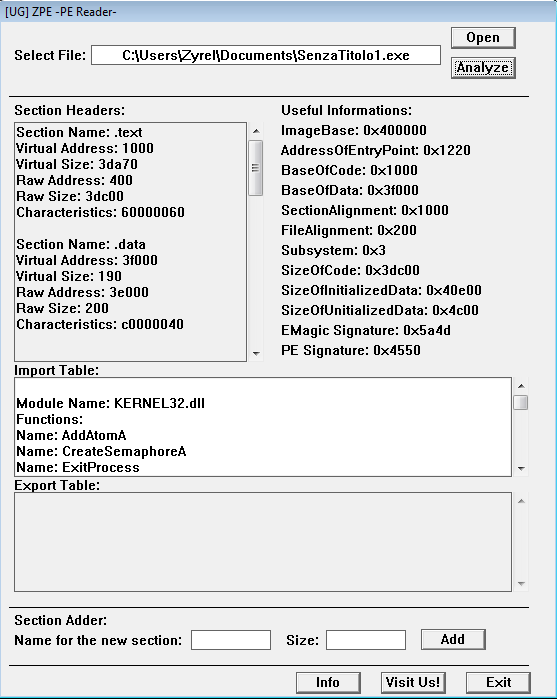 [UG] ZPE -PE Reader-
Select File: C:\Users\Zyrel\Documents\SenzaTitolo1.exe
Open
Analyze
Section Headers:
Section Name: .text
Virtual Address: 1000
Virtual Size: 3da70
Raw Address: 400
Raw Size: 3dc00
Characteristics: 60000060
Section Name: .data
Virtual Address: 3f000
Virtual Size: 190
Raw Address: 3e000
Raw Size: 200
Characteristics: c0000040
Useful Informations:
ImageBase: 0x400000
AddressOfEntryPoint: 0x1220
BaseOfCode: 0x1000
BaseOfData: 0x3f000
SectionAlignment: 0x1000
FileAlignment: 0x200
Subsystem: 0x3
SizeOfCode: 0x3dc00
SizeOfInitializedData: 0x40e00
SizeOfUnitializedData: 0x4c00
EMagic Signature: 0x5a4d
PE Signature: 0x4550
Import Table:
Module Name: KERNEL32.dll
Functions:
Name: AddAtomA
Name: CreateSemaphoreA
Name: ExitProcess
Export Table:
Section Adder:
Name for the new section: Size: Add
Info Visit Us! Exit